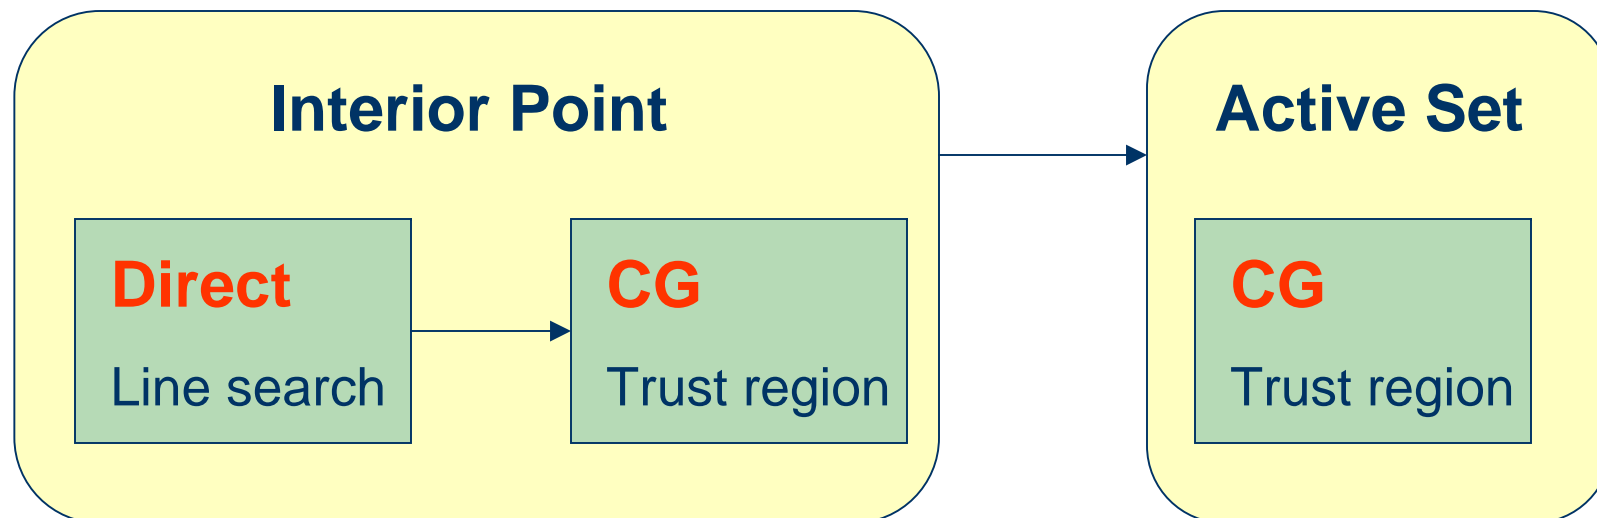 Interior Point
Active Set
Direct
Line search
CG
Trust region
CG
Trust region